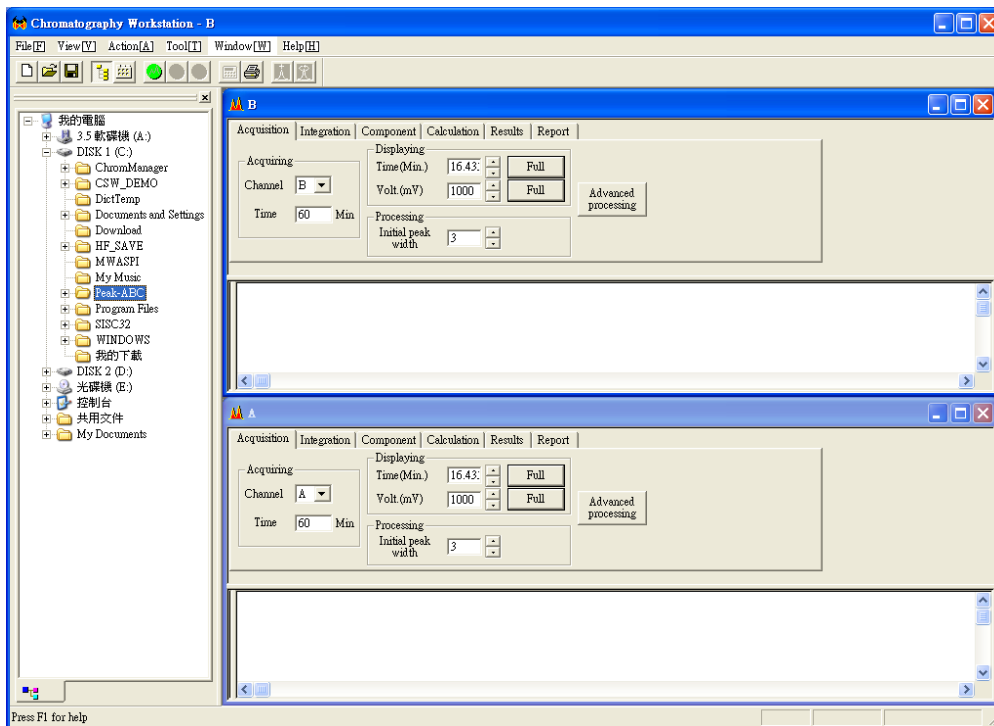 Chromatography Workstation - B
File[F] View[V] Action[A] Tool[T] Window[W] Help[H]
我的電腦
3.5 軟碟機 (A:)
DISK 1 (C:)
ChromManager
CSW_DEMO
DictTemp
Documents and Settings
Download
HF_SAVE
MWASPI
My Music
Peak-ABC
Program Files
SISC32
WINDOWS
我的下載
DISK 2 (D:)
光碟機 (E:)
控制台
共用文件
My Documents
B
Acquisition Integration Component Calculation Results Report
Acquiring
Channel B
Time 60 Min
Displaying
Time(Min.) 16.43 Full
Volt.(mV) 1000 Full
Processing
Initial peak
width 3
Advanced
processing
A
Acquisition Integration Component Calculation Results Report
Acquiring
Channel A
Time 60 Min
Displaying
Time(Min.) 16.43 Full
Volt.(mV) 1000 Full
Processing
Initial peak
width 3
Advanced
processing
Press F1 for help